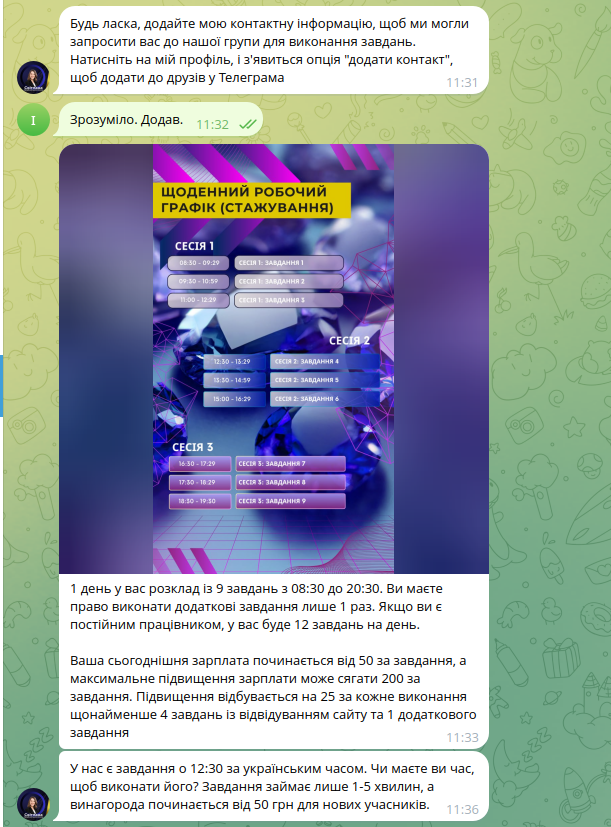 Будь ласка, додайте мою контактну інформацію, щоб ми могли
запросити вас до нашої групи для виконання завдань.
Натисніть на мій профіль, і з'явиться опція "додати контакт",
щоб додати до друзів у Телеграма
11:31
Зрозуміло. Додав.
11:32
І
ЩОДЕННИЙ РОБОЧИЙ
ГРАФІК (СТАЖУВАННЯ)
СЕСІЯ 1
08:30 - 09:29 СЕСІЯ 1: ЗАВДАННЯ 1
09:30 - 10:59 СЕСІЯ 1: ЗАВДАННЯ 2
11:00 - 12:29 СЕСІЯ 1: ЗАВДАННЯ 3
СЕСІЯ 2
12:30 - 13:29 СЕСІЯ 2: ЗАВДАННЯ 4
13:30 - 14:59 СЕСІЯ 2: ЗАВДАННЯ 5
15:00 - 16:29 СЕСІЯ 2: ЗАВДАННЯ 6
СЕСІЯ 3
16:30 - 17:29 СЕСІЯ 3: ЗАВДАННЯ 7
17:30 - 18:29 СЕСІЯ 3: ЗАВДАННЯ 8
18:30 - 19:30 СЕСІЯ 3: ЗАВДАННЯ 9
1 день у вас розклад із 9 завдань з 08:30 до 20:30. Ви маєте
право виконати додаткові завдання лише 1 раз. Якщо ви є
постійним працівником, у вас буде 12 завдань на день.
Ваша сьогоднішня зарплата починається від 50 за завдання, а
максимальне підвищення зарплати може сягати 200 за
завдання. Підвищення відбувається на 25 за кожне виконання
щонайменше 4 завдань із відвідуванням сайту та 1 додаткового
завдання
11:33
У нас є завдання о 12:30 за українським часом. Чи маєте ви час,
щоб виконати його? Завдання займає лише 1-5 хвилин, а
винагорода починається від 50 грн для нових учасників.
11:36